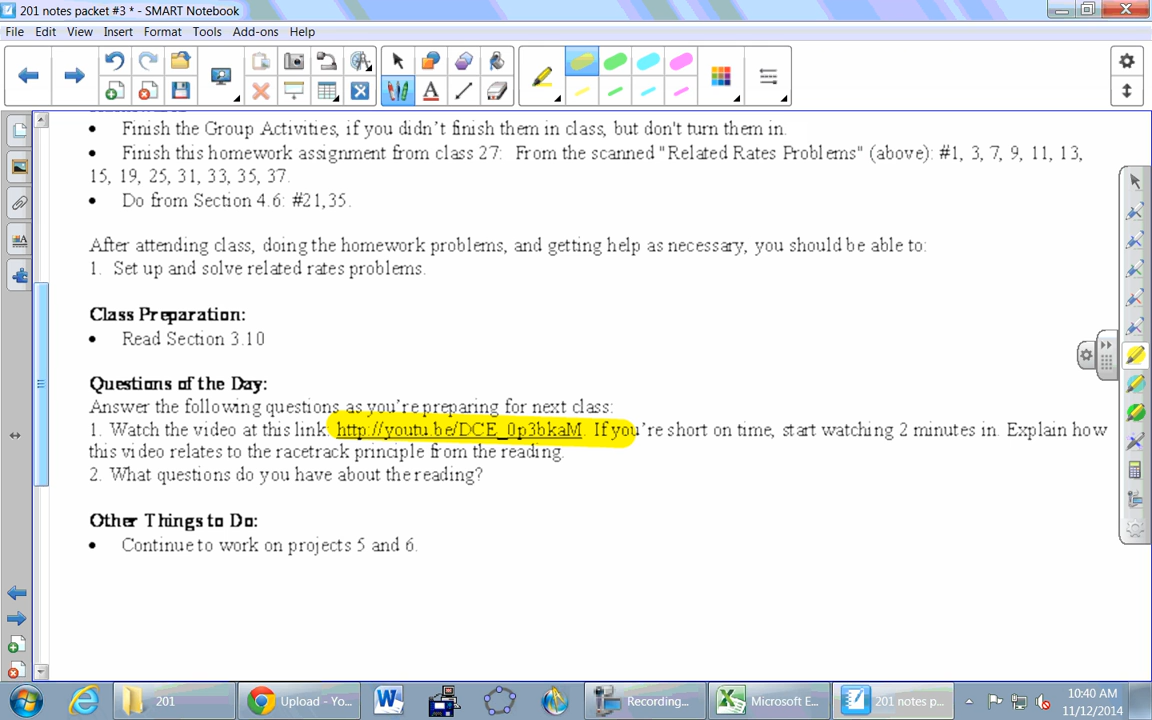 201 notes packet #3 * - SMART Notebook
File Edit View Insert Format Tools Add-ons Help
• Finish the Group Activities, if you didn't finish them in class, but don't turn them in.
• Finish this homework assignment from class 27: From the scanned "Related Rates Problems" (above): #1, 3, 7, 9, 11, 13,
15, 19, 25, 31, 33, 35, 37.
• Do from Section 4.6: #21,35.
After attending class, doing the homework problems, and getting help as necessary, you should be able to:
1. Set up and solve related rates problems.
Class Preparation:
• Read Section 3.10
Questions of the Day:
Answer the following questions as you're preparing for next class:
1. Watch the video at this link: http://youtu.be/DCE_0p3bkaM If you're short on time, start watching 2 minutes in. Explain how
this video relates to the racetrack principle from the reading.
2. What questions do you have about the reading?
Other Things to Do:
• Continue to work on projects 5 and 6.
201 Upload - Yo... Recording... Microsoft E... 201 notes p... 10:40 AM
11/12/2014